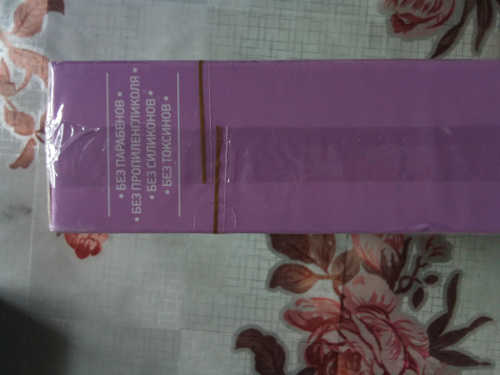 • БЕЗ ПАРАБЕНОВ •
• БЕЗ ПРОПИЛЕНГЛИКОЛЯ •
• БЕЗ СИЛИКОНОВ •
• БЕЗ ТОКСИНОВ •